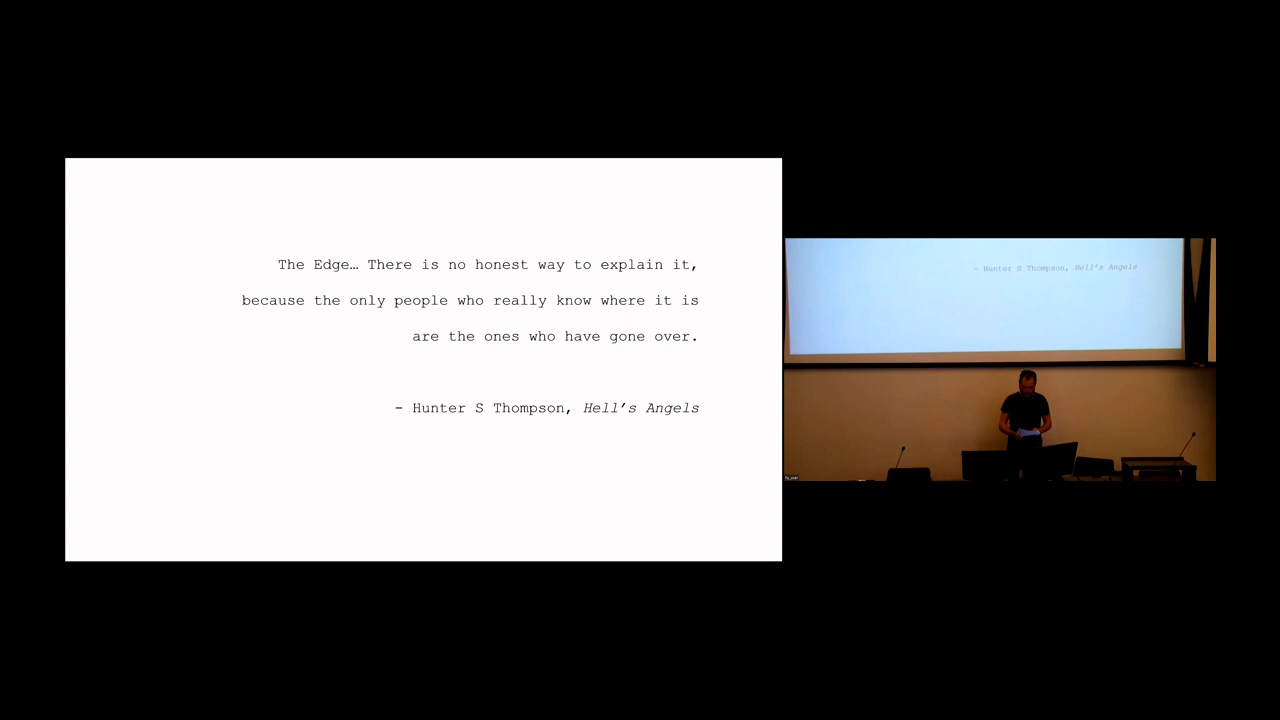 The Edge… There is no honest way to explain it,
because the only people who really know where it is
are the ones who have gone over.
– Hunter S Thompson, Hell’s Angels
– Hunter S Thompson, Hell’s Angels